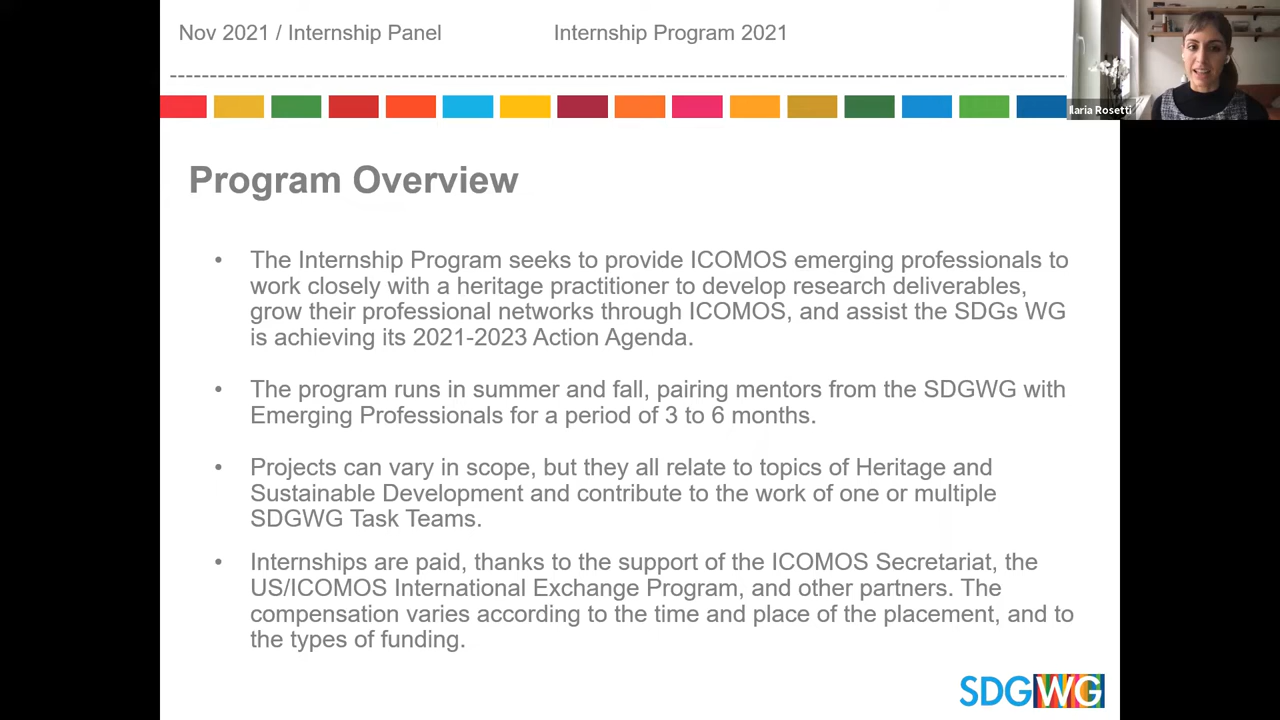 Nov 2021 / Internship Panel
Internship Program 2021
Ilaria Rosetti
Program Overview
• The Internship Program seeks to provide ICOMOS emerging professionals to
work closely with a heritage practitioner to develop research deliverables,
grow their professional networks through ICOMOS, and assist the SDGs WG
is achieving its 2021-2023 Action Agenda.
• The program runs in summer and fall, pairing mentors from the SDGWG with
Emerging Professionals for a period of 3 to 6 months.
• Projects can vary in scope, but they all relate to topics of Heritage and
Sustainable Development and contribute to the work of one or multiple
SDGWG Task Teams.
• Internships are paid, thanks to the support of the ICOMOS Secretariat, the
US/ICOMOS International Exchange Program, and other partners. The
compensation varies according to the time and place of the placement, and to
the types of funding.
SDGWG